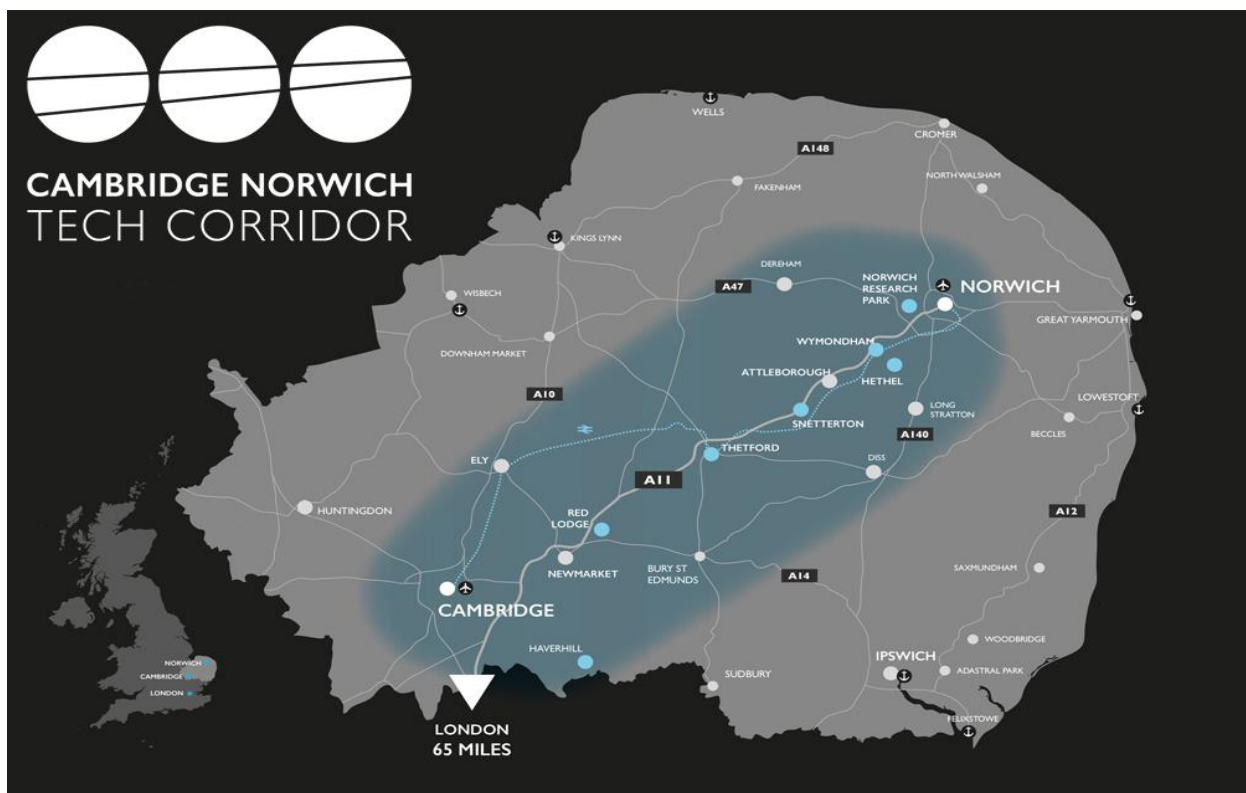 CAMBRIDGE NORWICH
TECH CORRIDOR
WELLS
CROMER
A148
NORTH WALSHAM
FAKENHAM
KINGS LYNN
DEREHAM
NORWICH
RESEARCH
PARK
NORWICH
A47
WISBECH
GREAT YARMOUTH
WYMONDHAM
DOWNHAM MARKET
ATTLEBOROUGH
HETHEL
A10
LOWESTOFT
LONG
STRATTON
SNETTERTON
BECCLES
A140
THETFORD
ELY
DISS
A11
HUNTINGDON
RED
LODGE
A12
NEWMARKET
BURY ST
EDMUNDS
A14
SAXMUNDHAM
CAMBRIDGE
WOODBRIDGE
HAVERHILL
IPSWICH
ADASTRAL PARK
SUDBURY
NORWICH
CAMBRIDGE
LONDON
FELIXSTOWE
LONDON
65 MILES